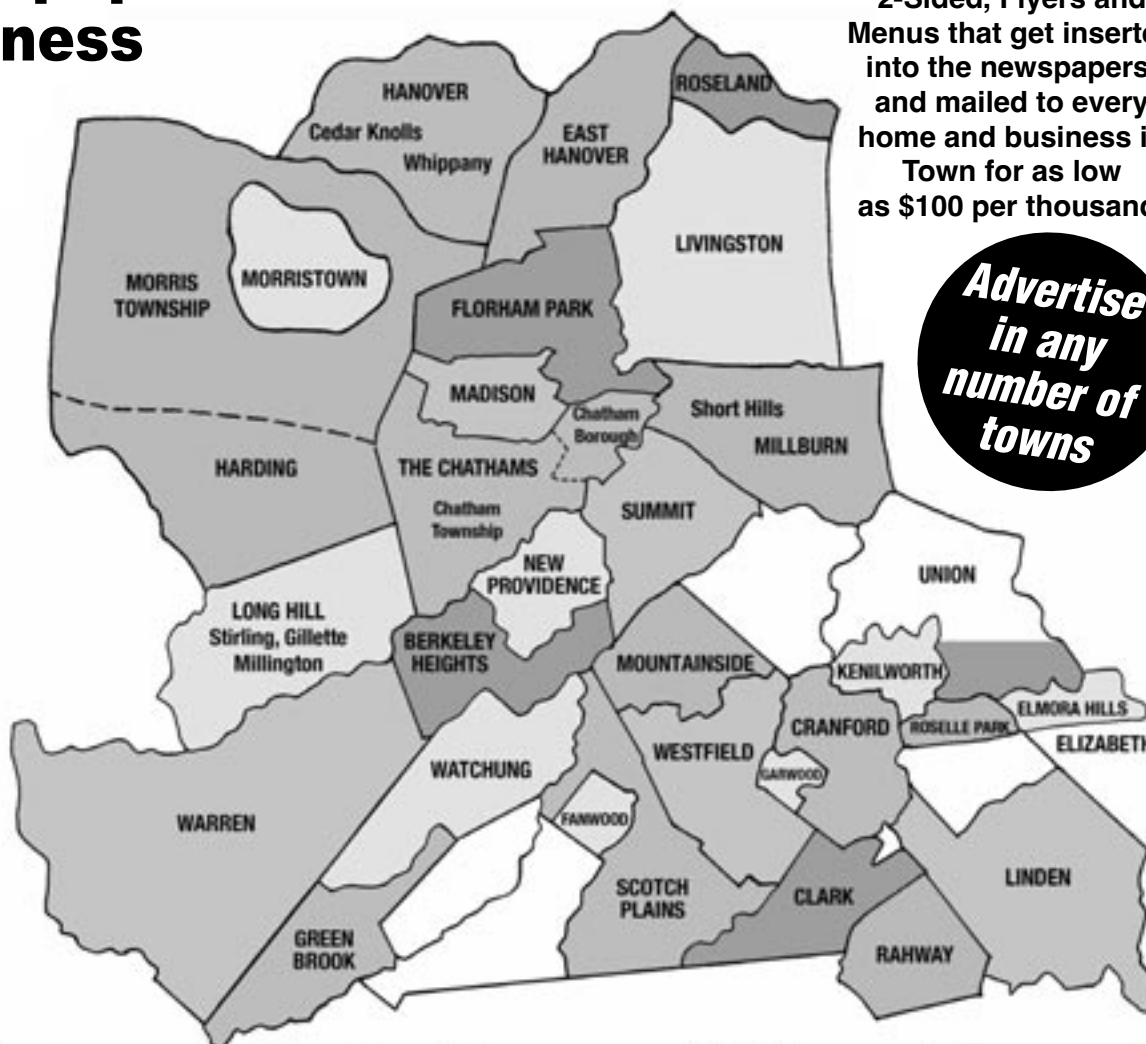 ness
2-Sided, Flyers and
Menus that get inserte
into the newspapers
and mailed to every
home and business i
Town for as low
as $100 per thousand
Advertise
in any
number of
towns
ROSELAND
HANOVER
Cedar Knolls
Whippany
EAST
HANOVER
LIVINGSTON
MORRIS
TOWNSHIP
MORRISTOWN
FLORHAM PARK
MADISON
Chatham
Borough
Short Hills
MILLBURN
HARDING
THE CHATHAMS
Chatham
Township
SUMMIT
NEW
PROVIDENCE
UNION
LONG HILL
Stirling, Gillette
Millington
BERKELEY
HEIGHTS
MOUNTAINSIDE
KENILWORTH
ELMORA HILLS
CRANFORD
ROSELLE PARK
ELIZABETH
WESTFIELD
GARWOOD
WATCHUNG
WARREN
FANWOOD
SCOTCH
PLAINS
CLARK
LINDEN
GREEN
BROOK
RAHWAY